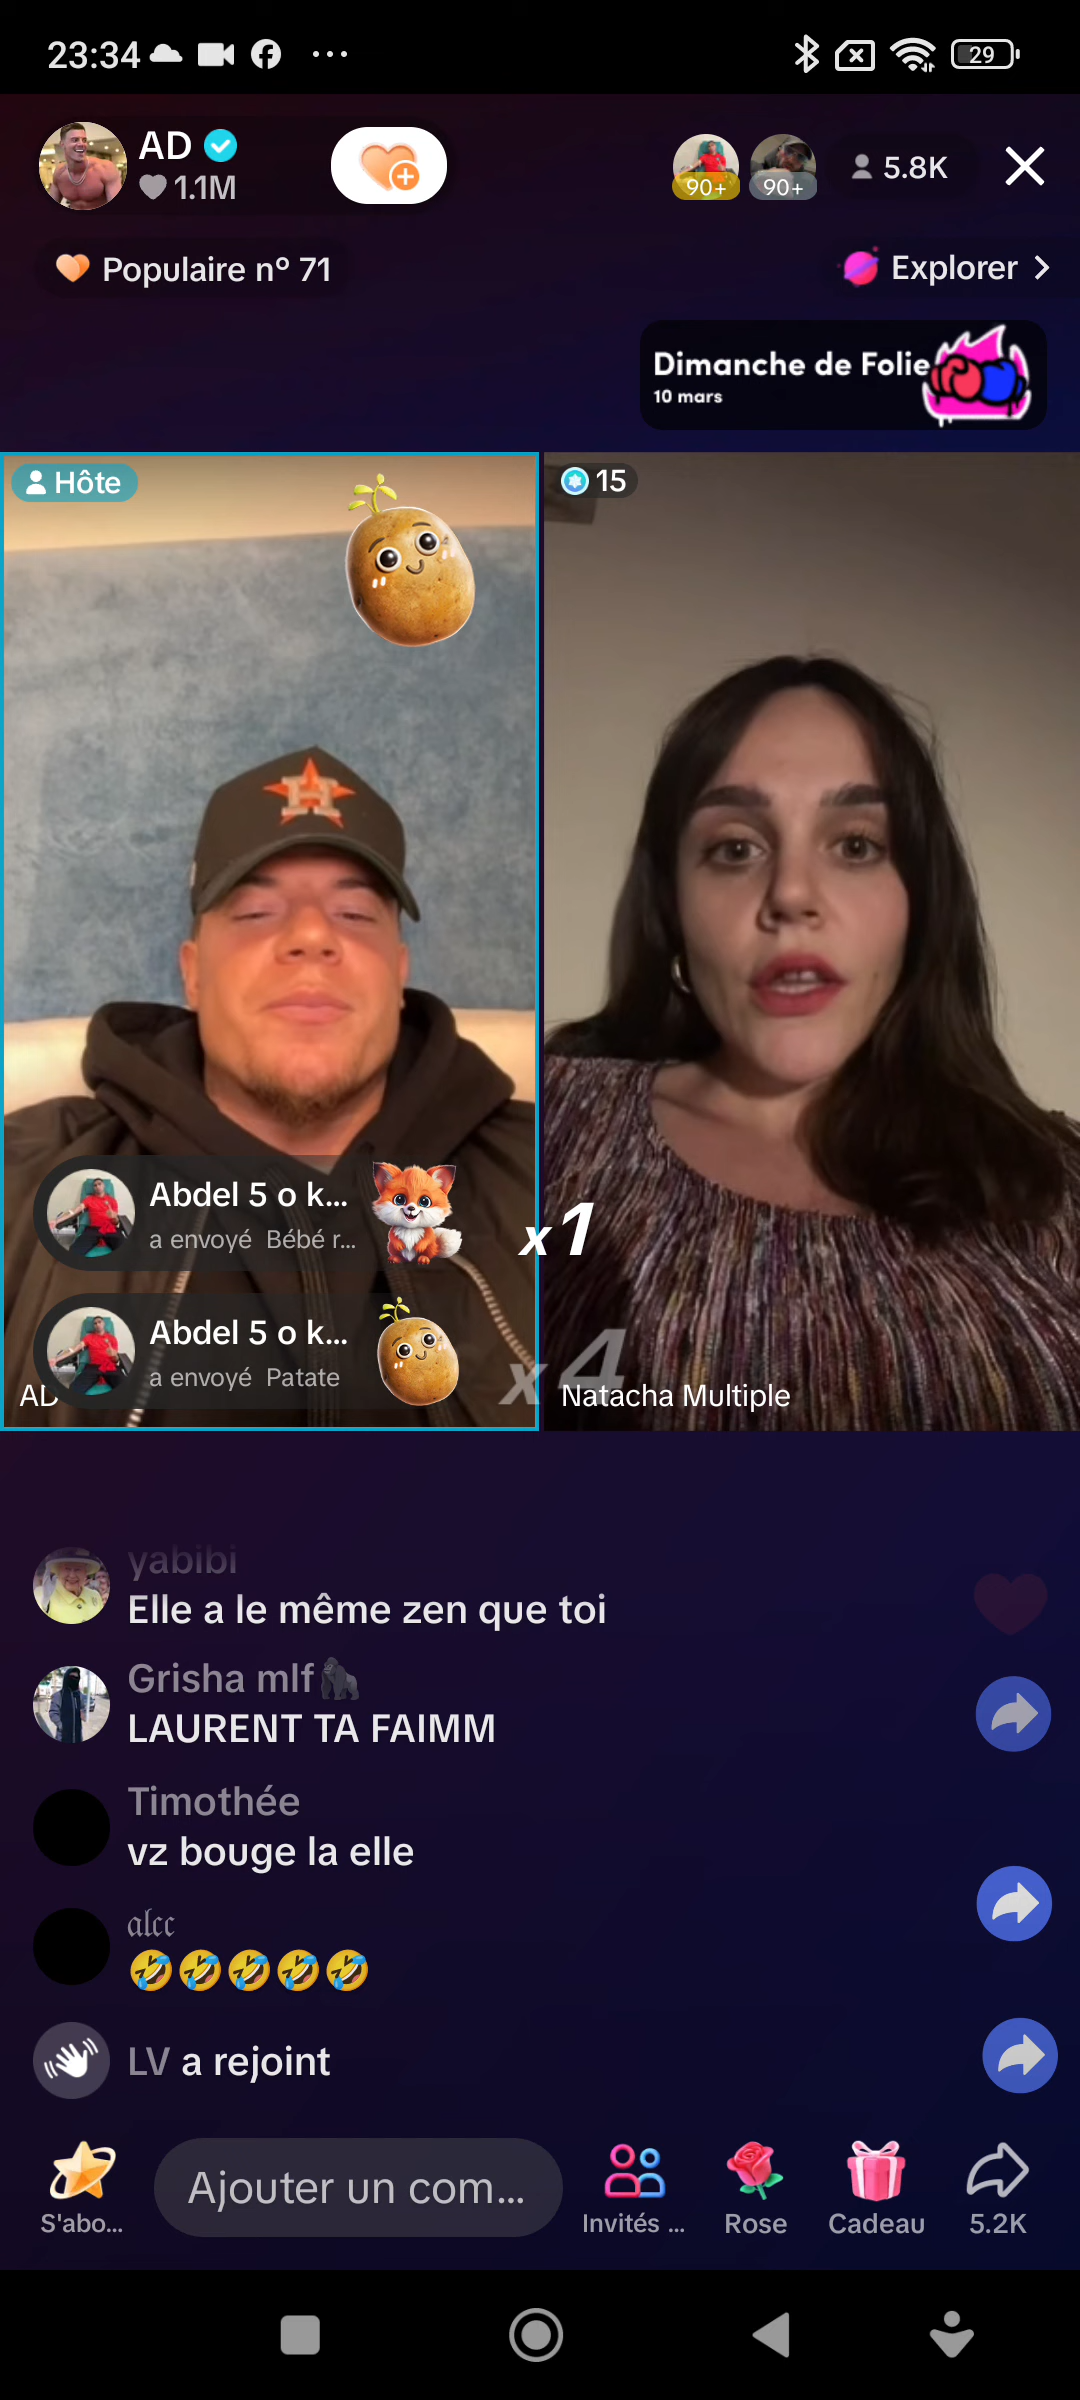 23:34
29
AD
1.1M
90+
90+
5.8K
Populaire n° 71
Explorer
Dimanche de Folie
10 mars
Hôte
15
H
Abdel 5 o k...
a envoyé Bébé r...
x1
Abdel 5 o k...
a envoyé Patate
x4
AD
Natacha Multiple
yabibi
Elle a le même zen que toi
Grisha mlf🦍
LAURENT TA FAIMM
Timothée
vz bouge la elle
𝔞𝔩𝔠𝔠
🤣🤣🤣🤣🤣
LV a rejoint
S'abo...
Ajouter un com...
Invités ...
Rose
Cadeau
5.2K